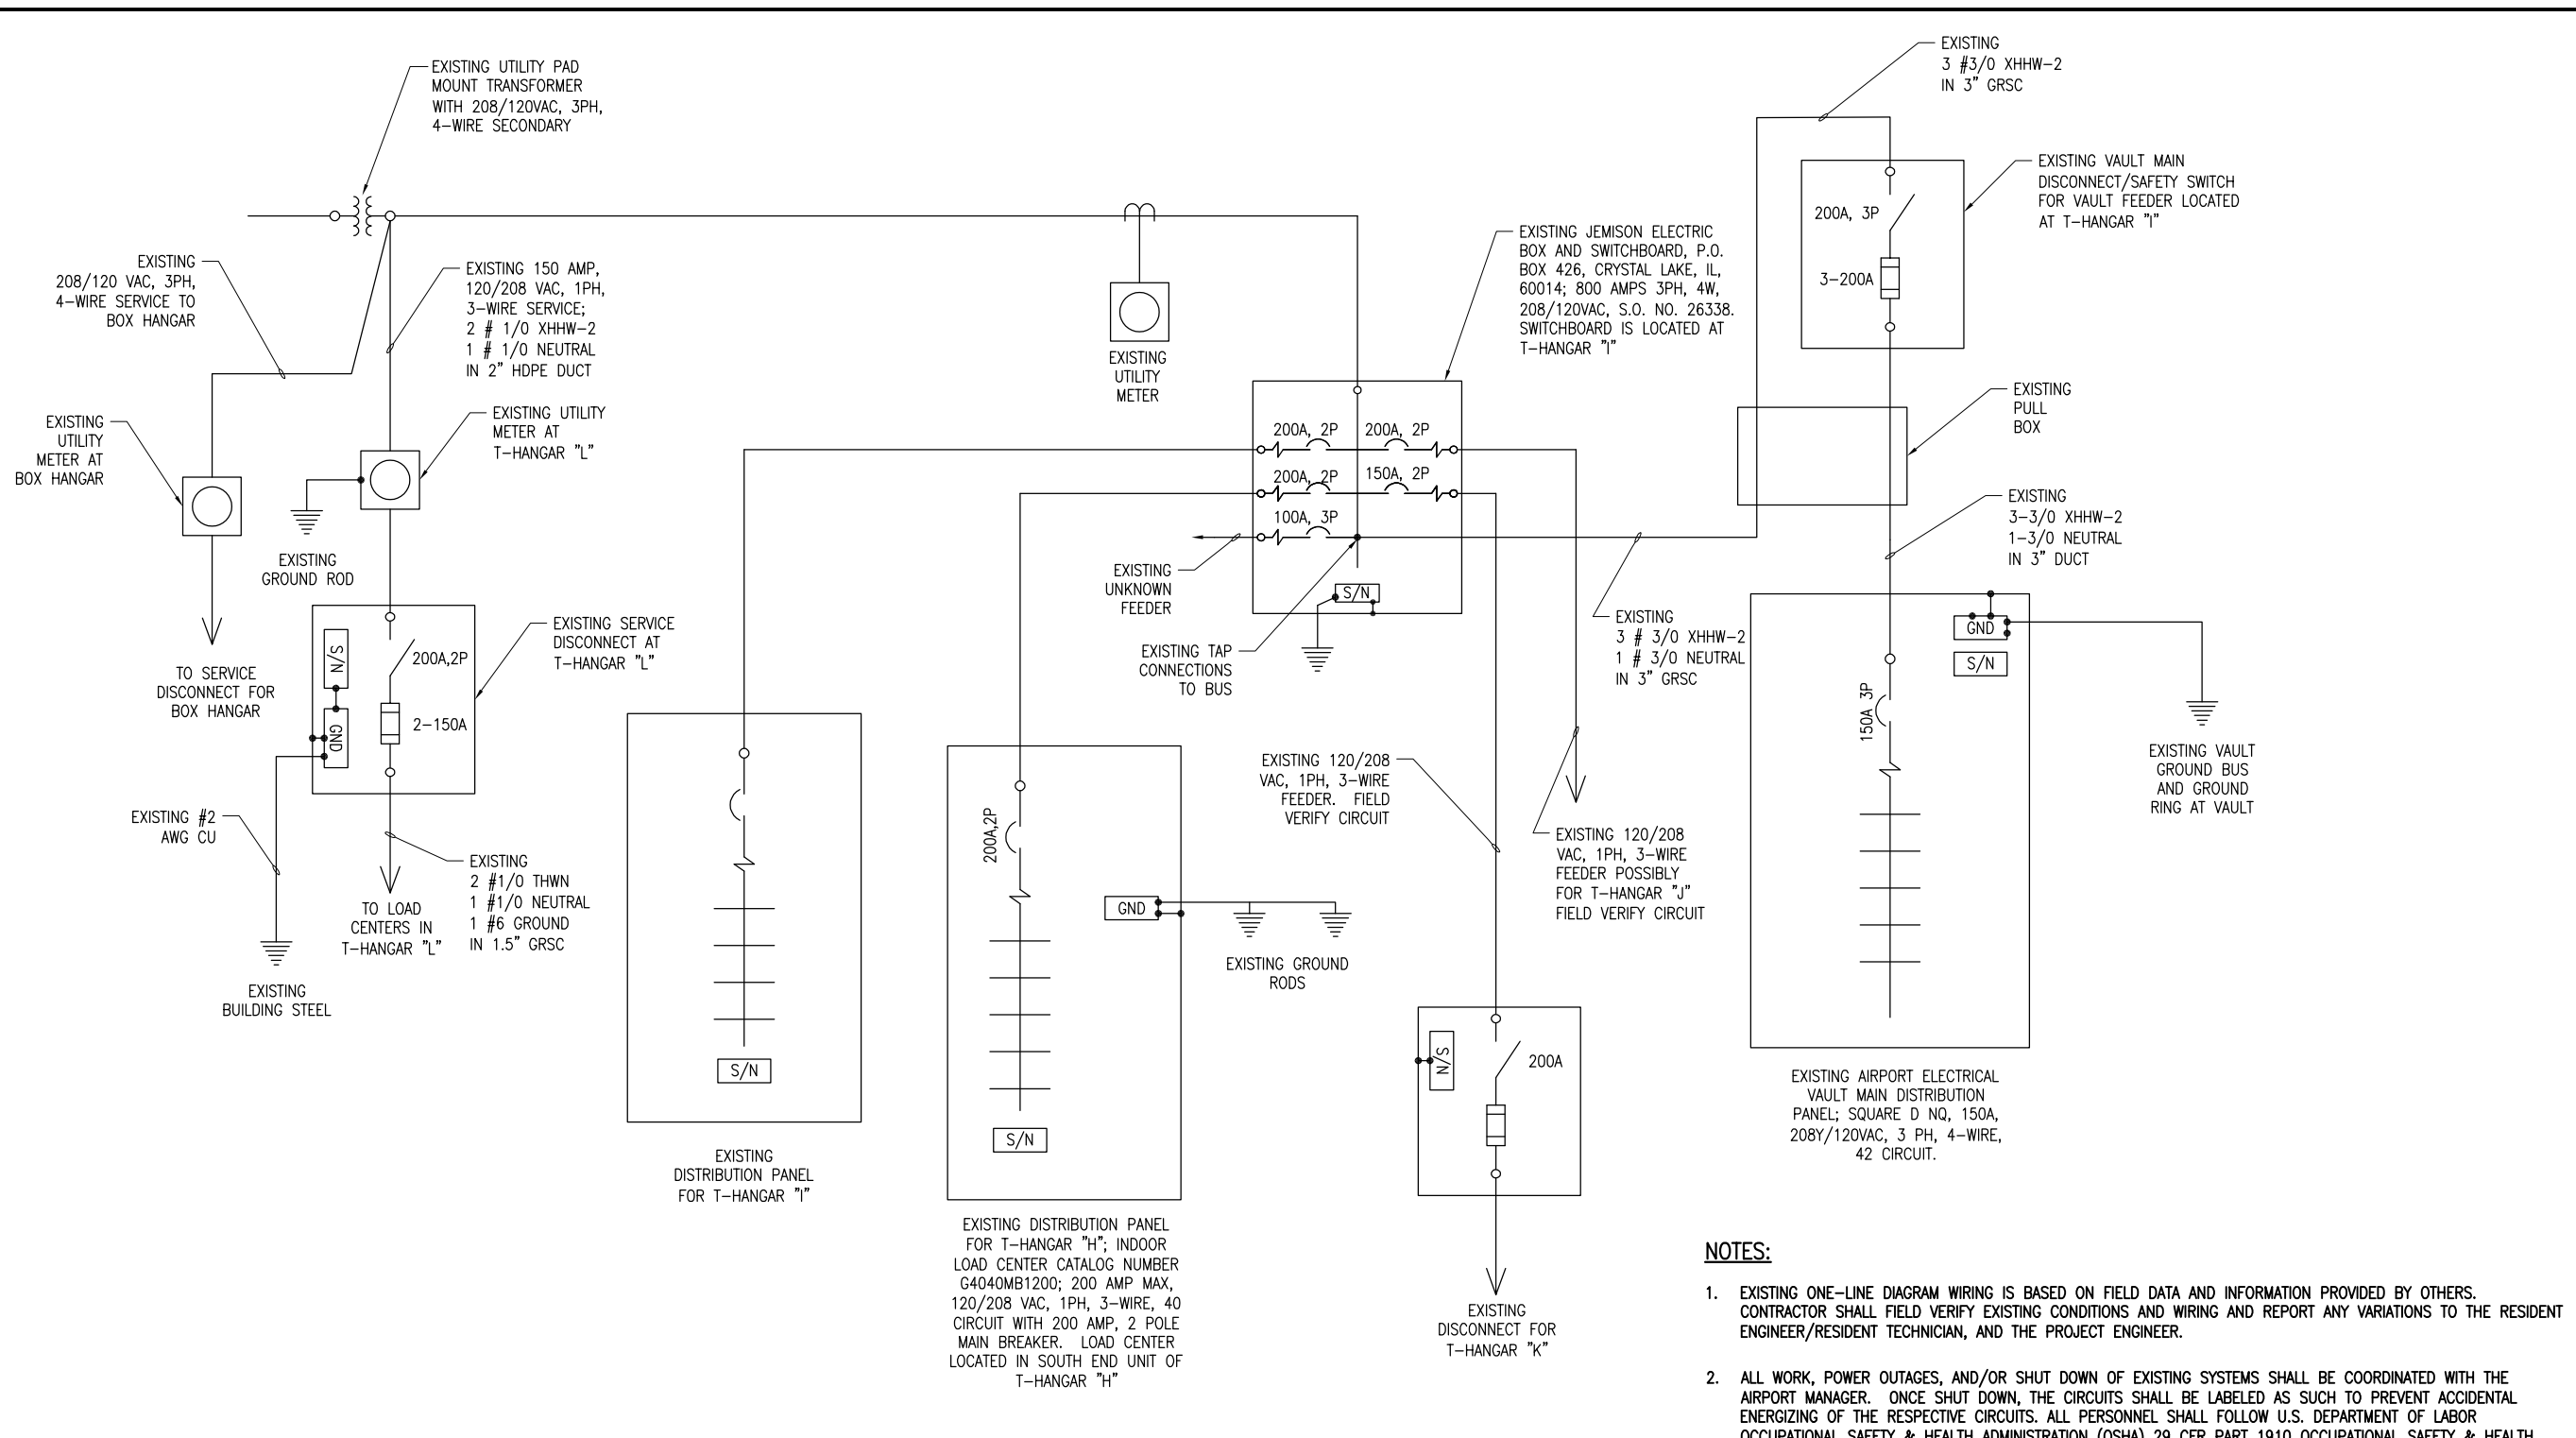 EXISTING UTILITY PAD
MOUNT TRANSFORMER
WITH 208/120VAC, 3PH,
4-WIRE SECONDARY
EXISTING
208/120 VAC, 3PH,
4-WIRE SERVICE TO
BOX HANGAR
EXISTING 150 AMP,
120/208 VAC, 1PH,
3-WIRE SERVICE;
2 # 1/0 XHHW-2
1 # 1/0 NEUTRAL
IN 2" HDPE DUCT
EXISTING
UTILITY
METER AT
BOX HANGAR
EXISTING UTILITY
METER AT
T-HANGAR "L"
EXISTING
GROUND ROD
TO SERVICE
DISCONNECT FOR
BOX HANGAR
S/N
GND
200A,2P
2-150A
EXISTING SERVICE
DISCONNECT AT
T-HANGAR "L"
EXISTING #2
AWG CU
EXISTING
BUILDING STEEL
TO LOAD
CENTERS IN
T-HANGAR "L"
EXISTING
2 #1/0 THWN
1 #1/0 NEUTRAL
1 #6 GROUND
IN 1.5" GRSC
EXISTING
UTILITY
METER
EXISTING JEMISON ELECTRIC
BOX AND SWITCHBOARD, P.O.
BOX 426, CRYSTAL LAKE, IL,
60014; 800 AMPS 3PH, 4W,
208/120VAC, S.O. NO. 26338.
SWITCHBOARD IS LOCATED AT
T-HANGAR "I"
200A, 2P
200A, 2P
200A, 2P
150A, 2P
100A, 3P
S/N
EXISTING
UNKNOWN
FEEDER
EXISTING TAP
CONNECTIONS
TO BUS
EXISTING
3 # 3/0 XHHW-2
1 # 3/0 NEUTRAL
IN 3" GRSC
S/N
EXISTING
DISTRIBUTION PANEL
FOR T-HANGAR "I"
200A,2P
GND
S/N
EXISTING GROUND
RODS
EXISTING DISTRIBUTION PANEL
FOR T-HANGAR "H"; INDOOR
LOAD CENTER CATALOG NUMBER
G4040MB1200; 200 AMP MAX,
120/208 VAC, 1PH, 3-WIRE, 40
CIRCUIT WITH 200 AMP, 2 POLE
MAIN BREAKER. LOAD CENTER
LOCATED IN SOUTH END UNIT OF
T-HANGAR "H"
EXISTING 120/208
VAC, 1PH, 3-WIRE
FEEDER. FIELD
VERIFY CIRCUIT
EXISTING 120/208
VAC, 1PH, 3-WIRE
FEEDER POSSIBLY
FOR T-HANGAR "J"
FIELD VERIFY CIRCUIT
S/N
200A
EXISTING
DISCONNECT FOR
T-HANGAR "K"
EXISTING
3 #3/0 XHHW-2
IN 3" GRSC
200A, 3P
3-200A
EXISTING VAULT MAIN
DISCONNECT/SAFETY SWITCH
FOR VAULT FEEDER LOCATED
AT T-HANGAR "I"
EXISTING
PULL
BOX
EXISTING
3-3/0 XHHW-2
1-3/0 NEUTRAL
IN 3" DUCT
GND
S/N
150A 3P
EXISTING VAULT
GROUND BUS
AND GROUND
RING AT VAULT
EXISTING AIRPORT ELECTRICAL
VAULT MAIN DISTRIBUTION
PANEL; SQUARE D NQ, 150A,
208Y/120VAC, 3 PH, 4-WIRE,
42 CIRCUIT.
NOTES:
1. EXISTING ONE-LINE DIAGRAM WIRING IS BASED ON FIELD DATA AND INFORMATION PROVIDED BY OTHERS.
CONTRACTOR SHALL FIELD VERIFY EXISTING CONDITIONS AND WIRING AND REPORT ANY VARIATIONS TO THE RESIDENT
ENGINEER/RESIDENT TECHNICIAN, AND THE PROJECT ENGINEER.
2. ALL WORK, POWER OUTAGES, AND/OR SHUT DOWN OF EXISTING SYSTEMS SHALL BE COORDINATED WITH THE
AIRPORT MANAGER. ONCE SHUT DOWN, THE CIRCUITS SHALL BE LABELED AS SUCH TO PREVENT ACCIDENTAL
ENERGIZING OF THE RESPECTIVE CIRCUITS. ALL PERSONNEL SHALL FOLLOW U.S. DEPARTMENT OF LABOR
OCCUPATIONAL SAFETY & HEALTH ADMINISTRATION (OSHA) 29 CFR PART 1910 OCCUPATIONAL SAFETY & HEALTH